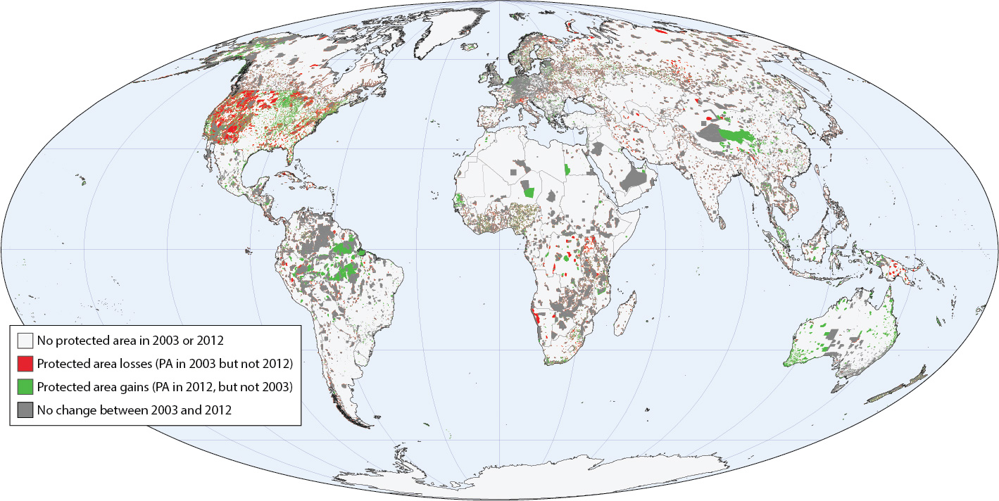 No protected area in 2003 or 2012
Protected area losses (PA in 2003 but not 2012)
Protected area gains (PA in 2012, but not 2003)
No change between 2003 and 2012